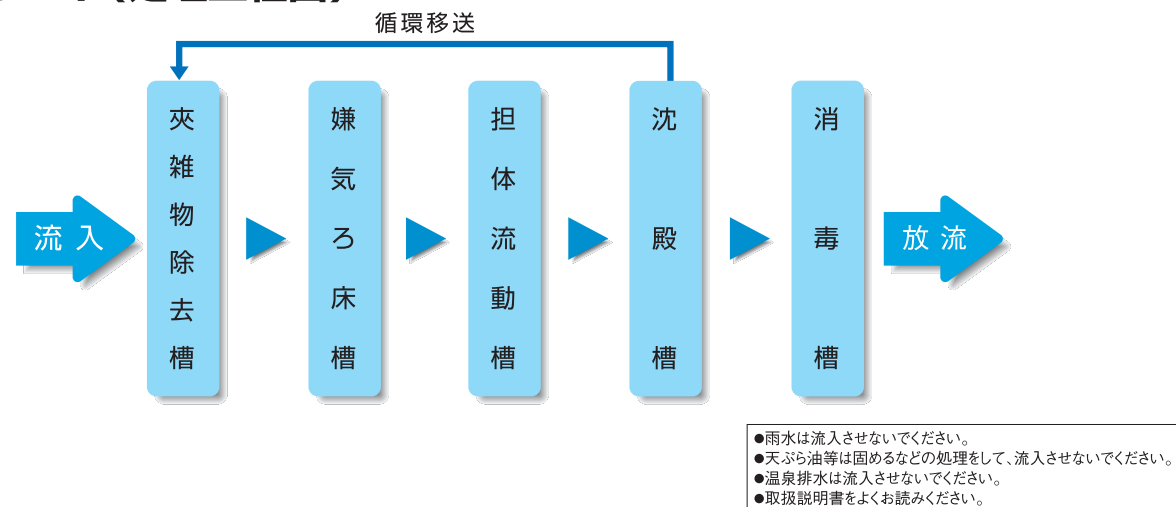 循環移送
流入
夾雑物除去槽
嫌気ろ床槽
担体流動槽
沈殿槽
消毒槽
放流
●雨水は流入させないでください。
●天ぷら油等は固めるなどの処理をして、流入させないでください。
●温泉排水は流入させないでください。
●取扱説明書をよくお読みください。